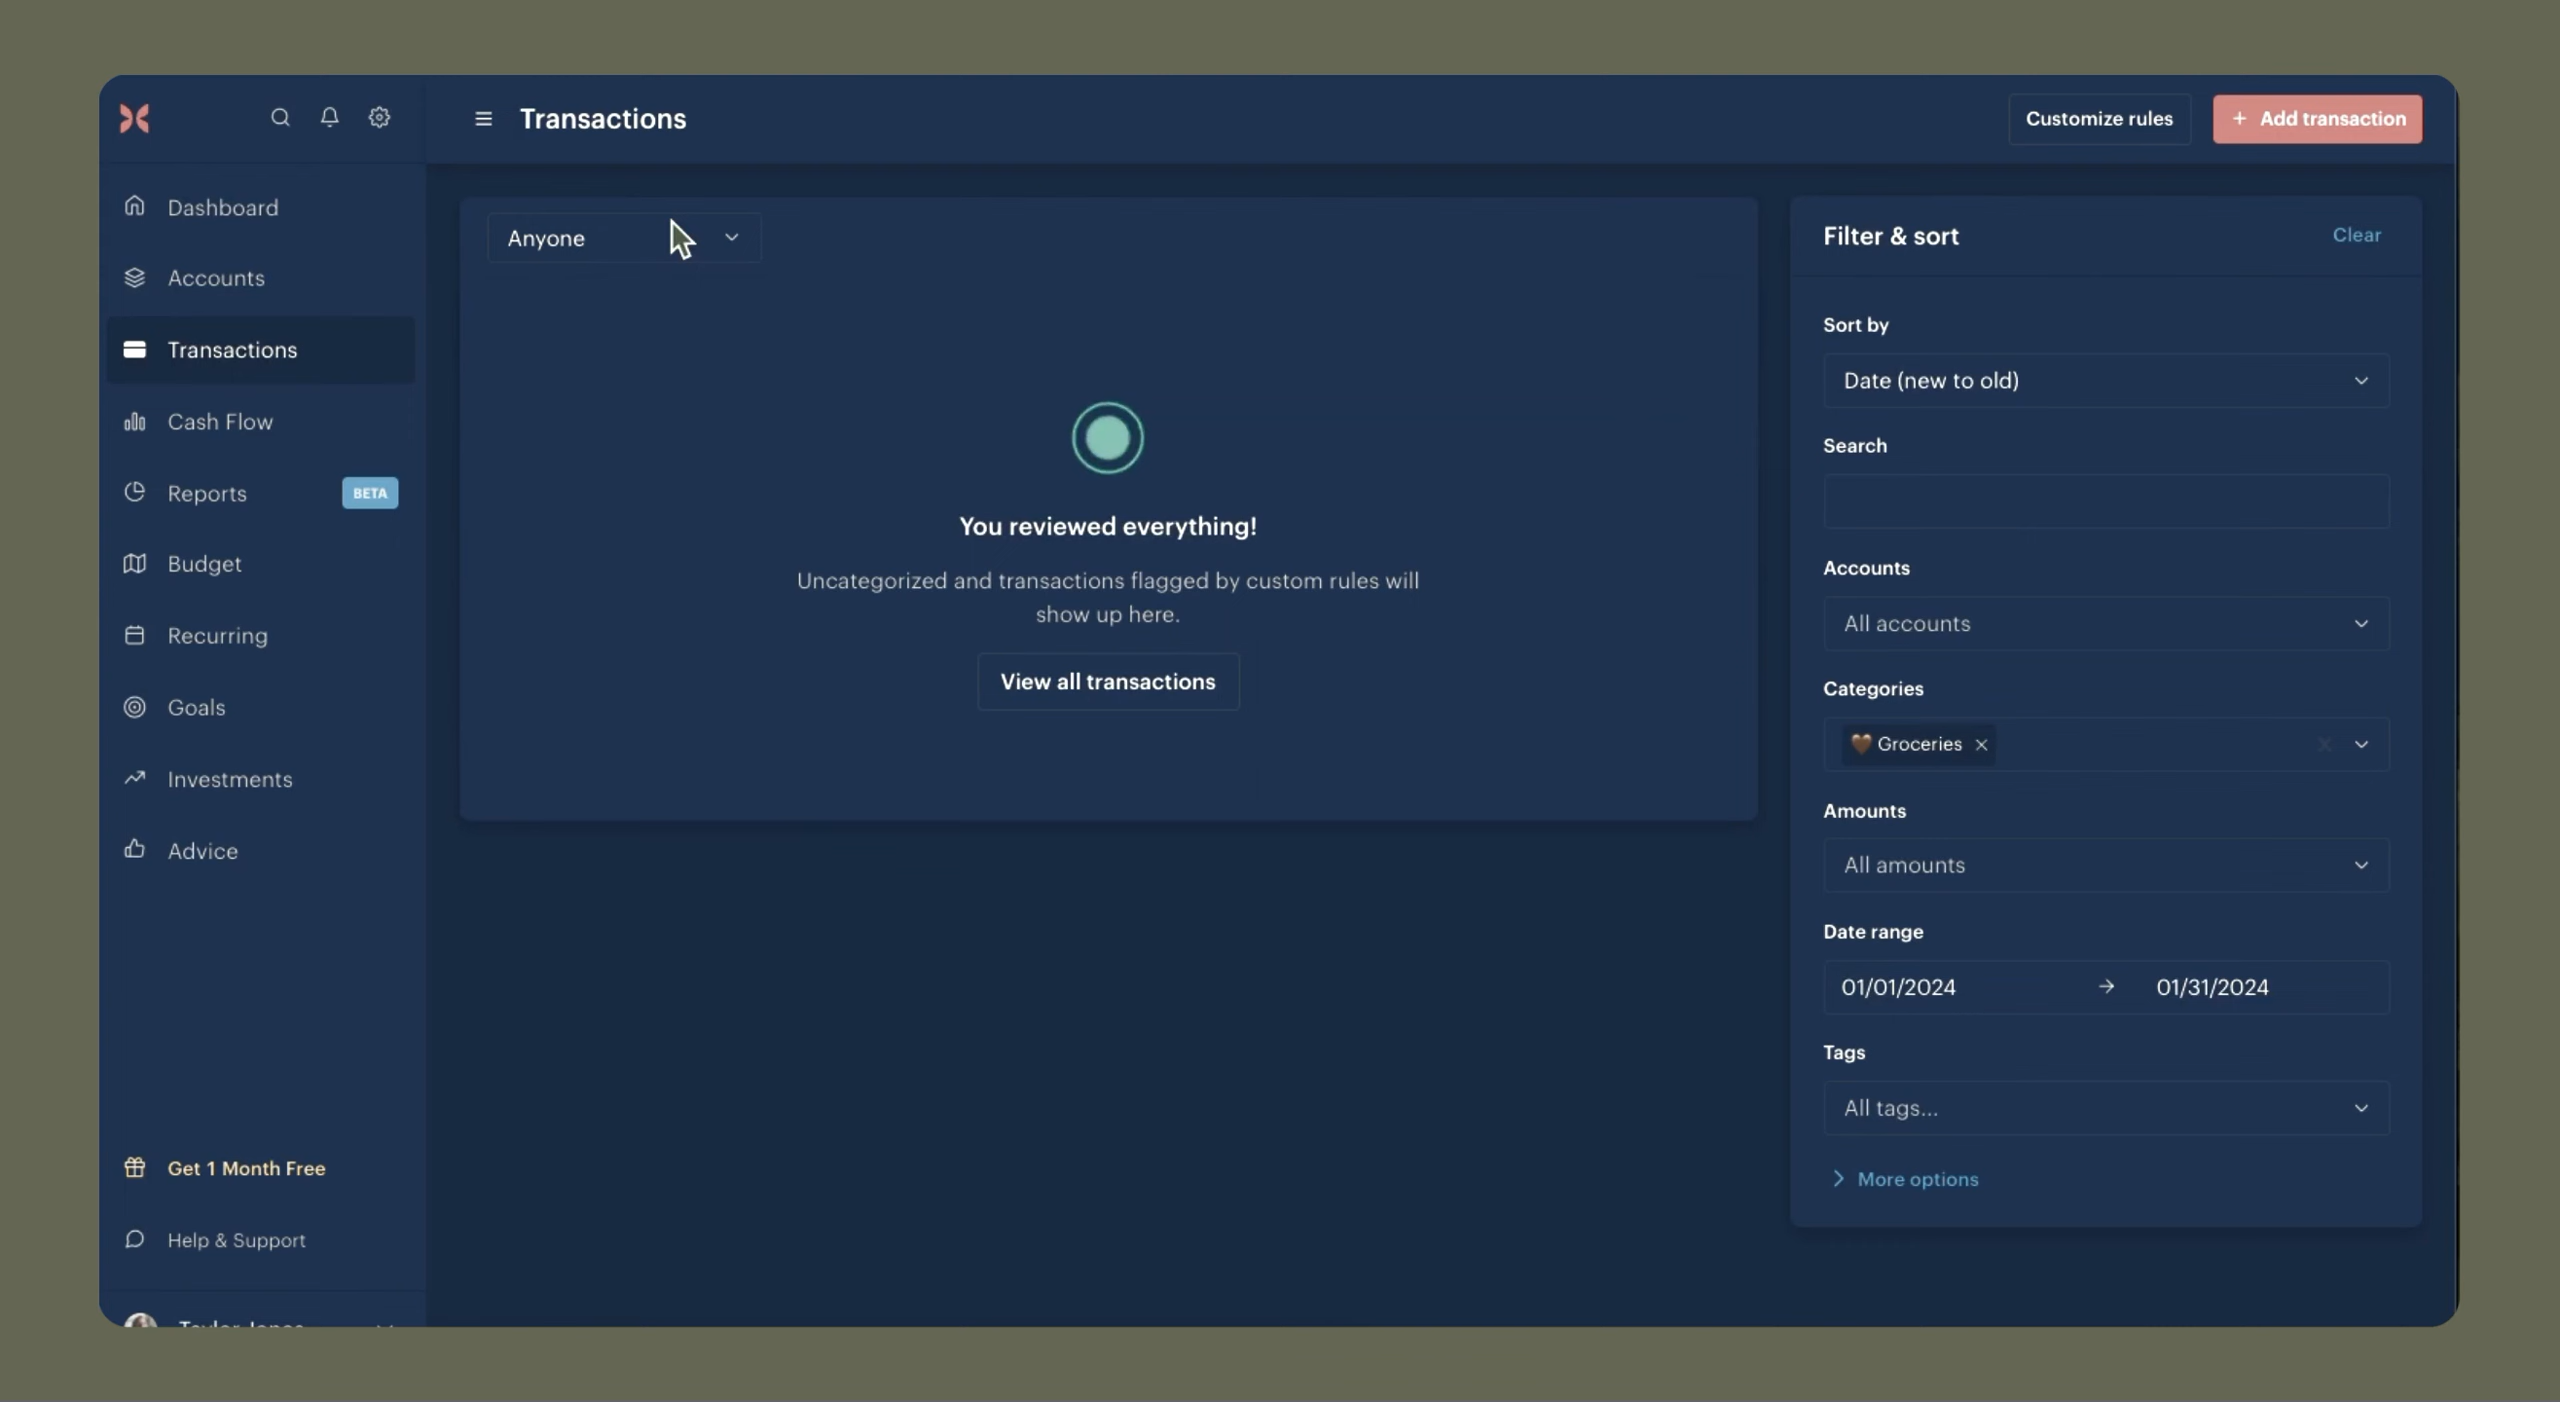 Transactions
Customize rules
+ Add transaction
Dashboard
Accounts
Transactions
Cash Flow
Reports
BETA
Budget
Recurring
Goals
Investments
Advice
Get 1 Month Free
Help & Support
Anyone
You reviewed everything!
Uncategorized and transactions flagged by custom rules will
show up here.
View all transactions
Filter & sort
Clear
Sort by
Date (new to old)
Search
Accounts
All accounts
Categories
🤎 Groceries ×
Amounts
All amounts
Date range
01/01/2024 → 01/31/2024
Tags
All tags...
More options